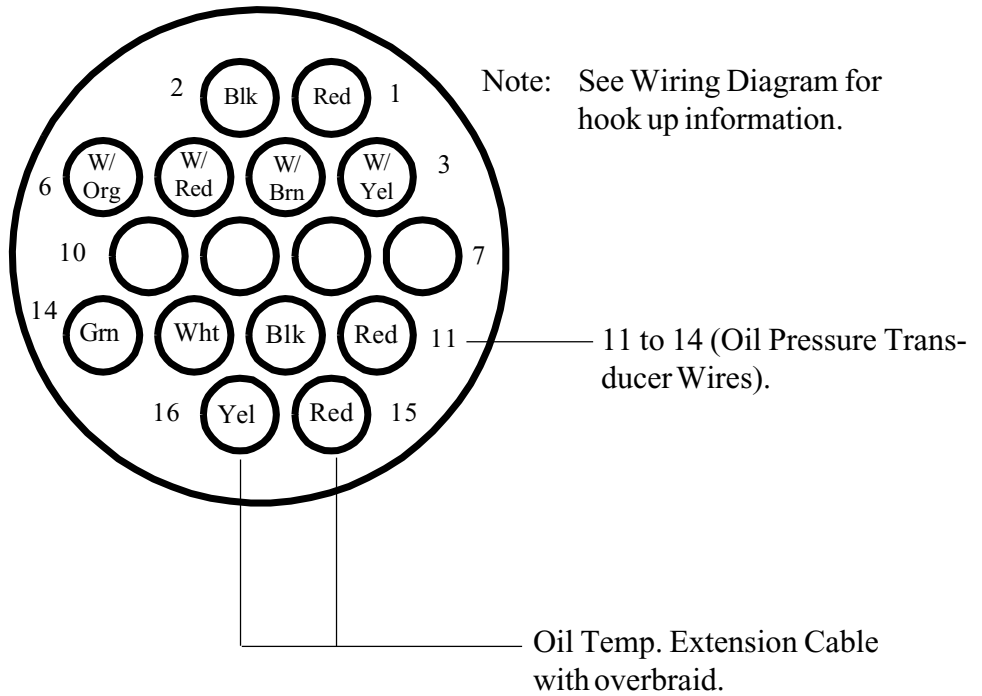 2 Blk Red 1
Note: See Wiring Diagram for
hook up information.
6 W/ Org W/ Red W/ Brn W/ Yel 3
10 7
14 Grn Wht Blk Red 11
11 to 14 (Oil Pressure Trans-
ducer Wires).
16 Yel Red 15
Oil Temp. Extension Cable
with overbraid.